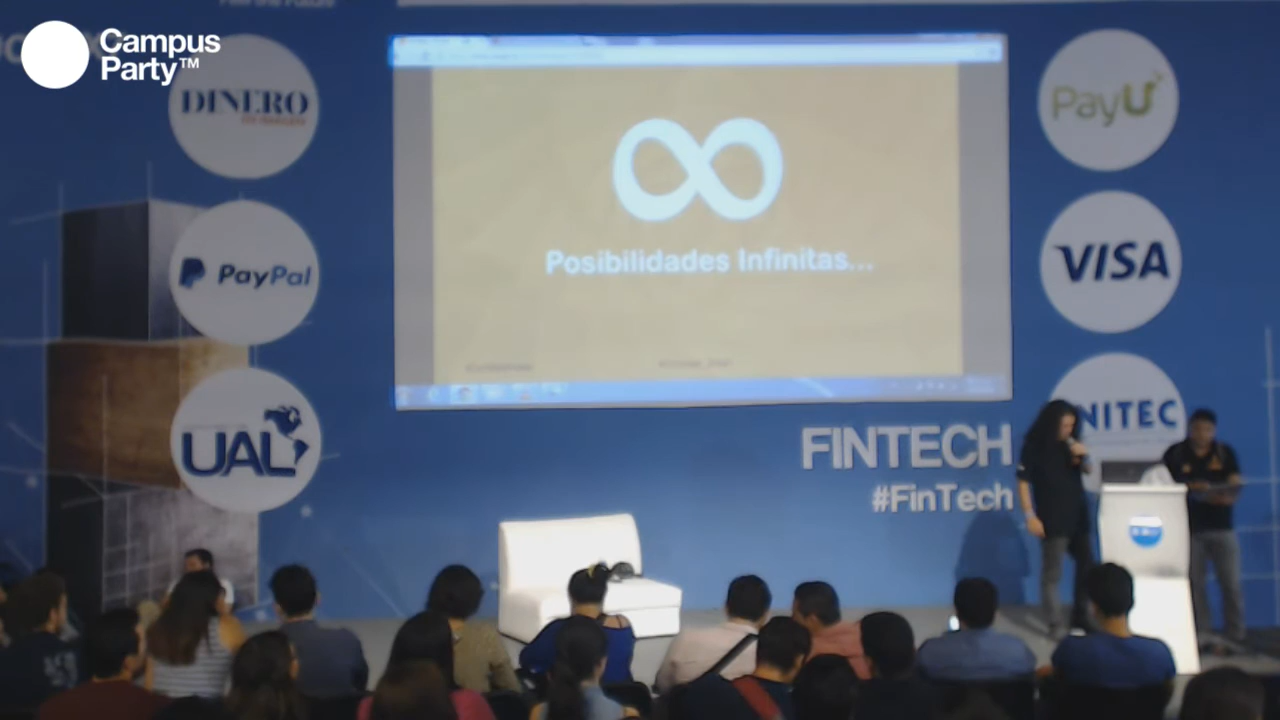 Campus
Party™
DINERO
PayPal
UAL
Posibilidades Infinitas...
PayU
VISA
NITEC
FINTECH
#FinTech